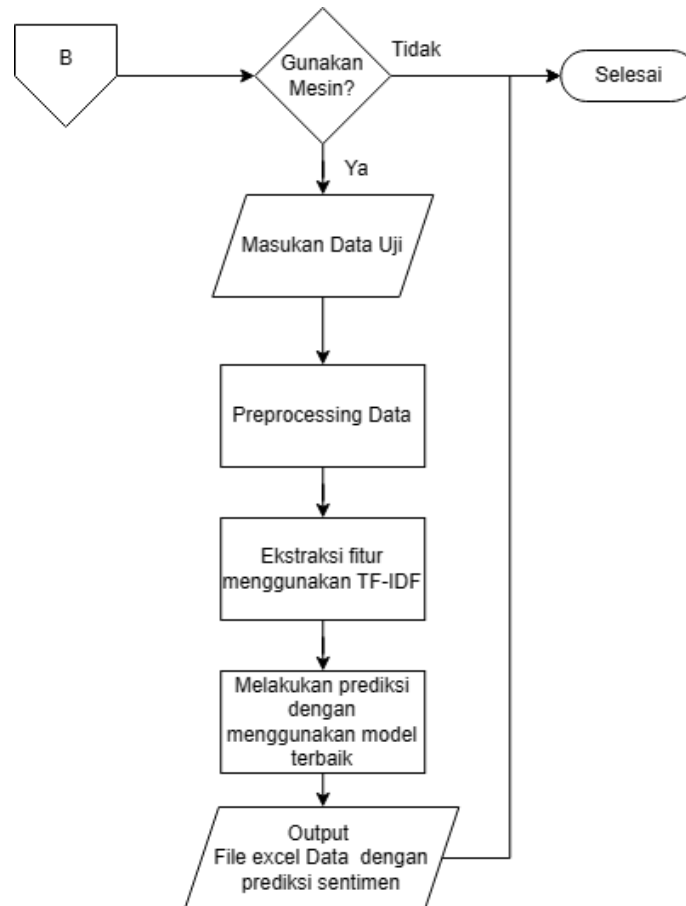 B
Gunakan
Mesin?
Tidak
Selesai
Ya
Masukan Data Uji
Preprocessing Data
Ekstraksi fitur
menggunakan TF-IDF
Melakukan prediksi
dengan
menggunakan model
terbaik
Output
File excel Data dengan
prediksi sentimen